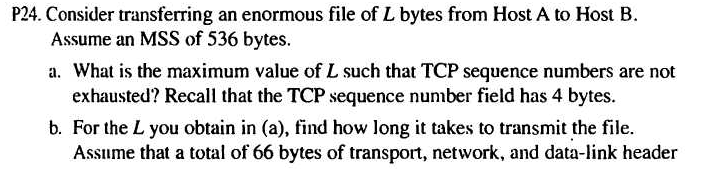 P24. Consider transferring an enormous file of L bytes from Host A to Host B.
Assume an MSS of 536 bytes.
a. What is the maximum value of L such that TCP sequence numbers are not
exhausted? Recall that the TCP sequence number field has 4 bytes.
b. For the L you obtain in (a), find how long it takes to transmit the file.
Assume that a total of 66 bytes of transport, network, and data-link header